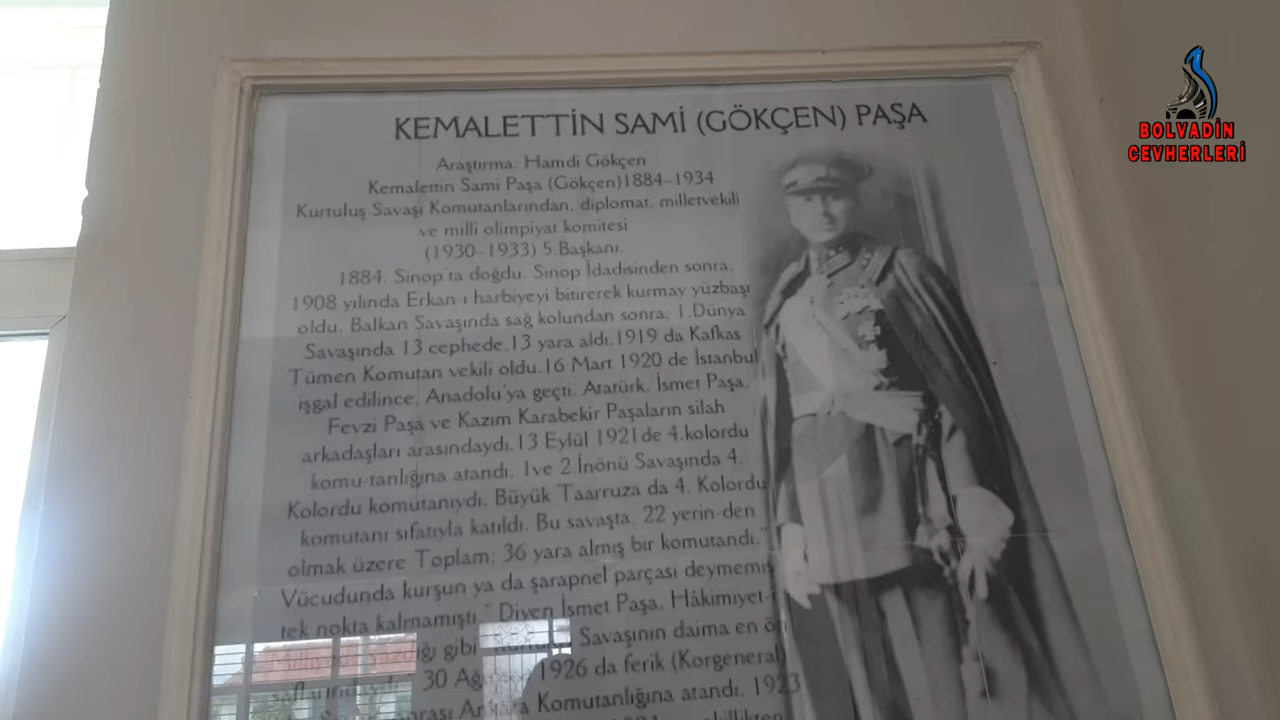 KEMALETTİN SAMİ (GÖKÇEN) PAŞA
Araştırma: Hamdi Gökçen
Kemalettin Sami Paşa (Gökçen)1884-1934
Kurtuluş Savaşı Komutanlarından, diplomat, milletvekili
ve milli olimpiyat komitesi
(1930-1933) 5.Başkanı.
1884, Sinop'ta doğdu. Sinop İdadisinden sonra,
1908 yılında Erkan-ı harbiyeyi bitirerek kurmay yüzbaşı
oldu. Balkan Savaşında sağ kolundan sonra; 1.Dünya
Savaşında 13 cephede,13 yara aldı.1919 da Kafkas
Tümen Komutan vekili oldu.16 Mart 1920 de İstanbul
işgal edilince, Anadolu'ya geçti. Atatürk, İsmet Paşa,
Fevzi Paşa ve Kazım Karabekir Paşaların silah
arkadaşları arasındaydı.13 Eylül 1921de 4.kolordu
komu-tanlığına atandı. 1ve 2.İnönü Savaşında 4.
Kolordu komutanıydı. Büyük Taarruza da 4. Kolordu
komutanı sıfatıyla katıldı. Bu savaşta, 22 yerin-den
olmak üzere Toplam; 36 yara almış bir komutandı."
Vücudunda kurşun ya da şarapnel parçası deymemiş
tek nokta kalmamıştı." Diyen İsmet Paşa, Hâkimiyet-i
gibi Savaşının daima en ön
30 1926 da ferik (Korgeneral)
Komutanlığına atandı. 1923
BOLVADİN
CEVHERLERİ